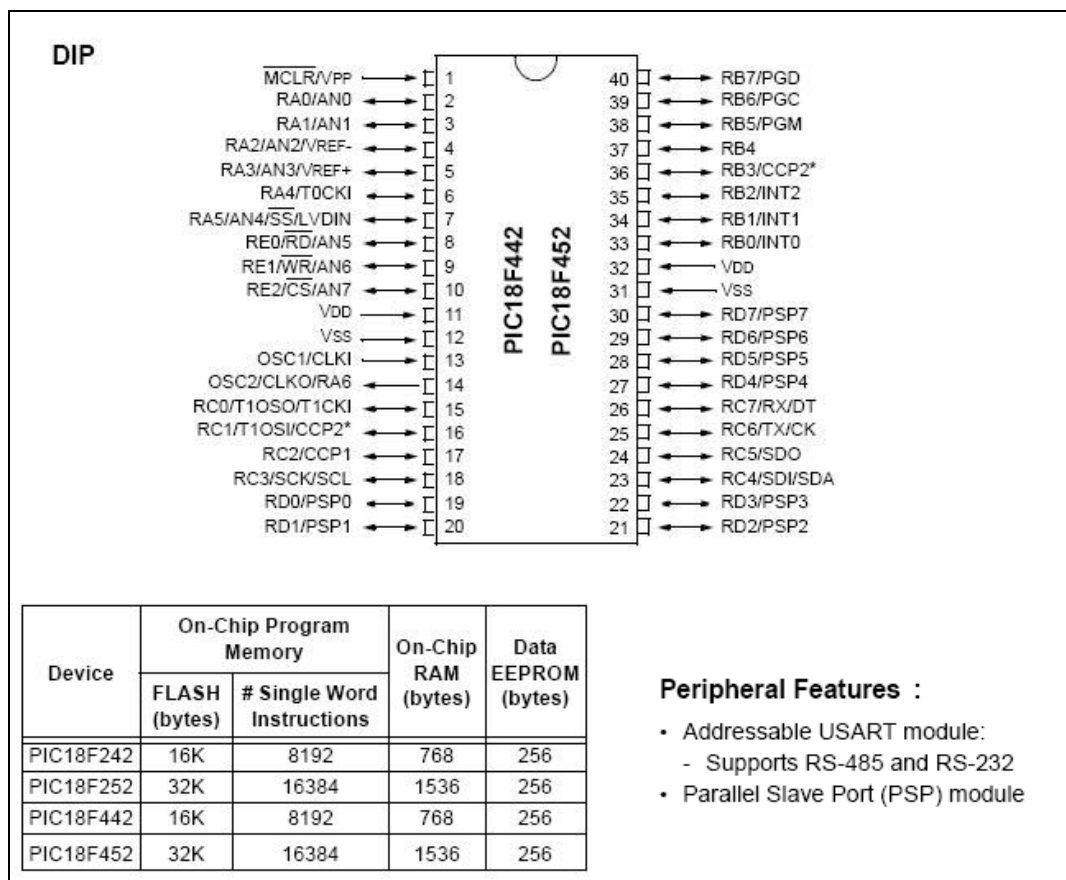 DIP
MCLR/VPP 1
RA0/AN0 2
RA1/AN1 3
RA2/AN2/VREF- 4
RA3/AN3/VREF+ 5
RA4/T0CKI 6
RA5/AN4/SS/LVDIN 7
RE0/RD/AN5 8
RE1/WR/AN6 9
RE2/CS/AN7 10
VDD 11
VSS 12
OSC1/CLKI 13
OSC2/CLKO/RA6 14
RC0/T1OSO/T1CKI 15
RC1/T1OSI/CCP2* 16
RC2/CCP1 17
RC3/SCK/SCL 18
RD0/PSP0 19
RD1/PSP1 20
PIC18F442
PIC18F452
40 RB7/PGD
39 RB6/PGC
38 RB5/PGM
37 RB4
36 RB3/CCP2*
35 RB2/INT2
34 RB1/INT1
33 RB0/INT0
32 VDD
31 VSS
30 RD7/PSP7
29 RD6/PSP6
28 RD5/PSP5
27 RD4/PSP4
26 RC7/RX/DT
25 RC6/TX/CK
24 RC5/SDO
23 RC4/SDI/SDA
22 RD3/PSP3
21 RD2/PSP2
Device
On-Chip Program
Memory
FLASH
(bytes)
# Single Word
Instructions
On-Chip
RAM
(bytes)
Data
EEPROM
(bytes)
PIC18F242 16K 8192 768 256
PIC18F252 32K 16384 1536 256
PIC18F442 16K 8192 768 256
PIC18F452 32K 16384 1536 256
Peripheral Features :
• Addressable USART module:
- Supports RS-485 and RS-232
• Parallel Slave Port (PSP) module